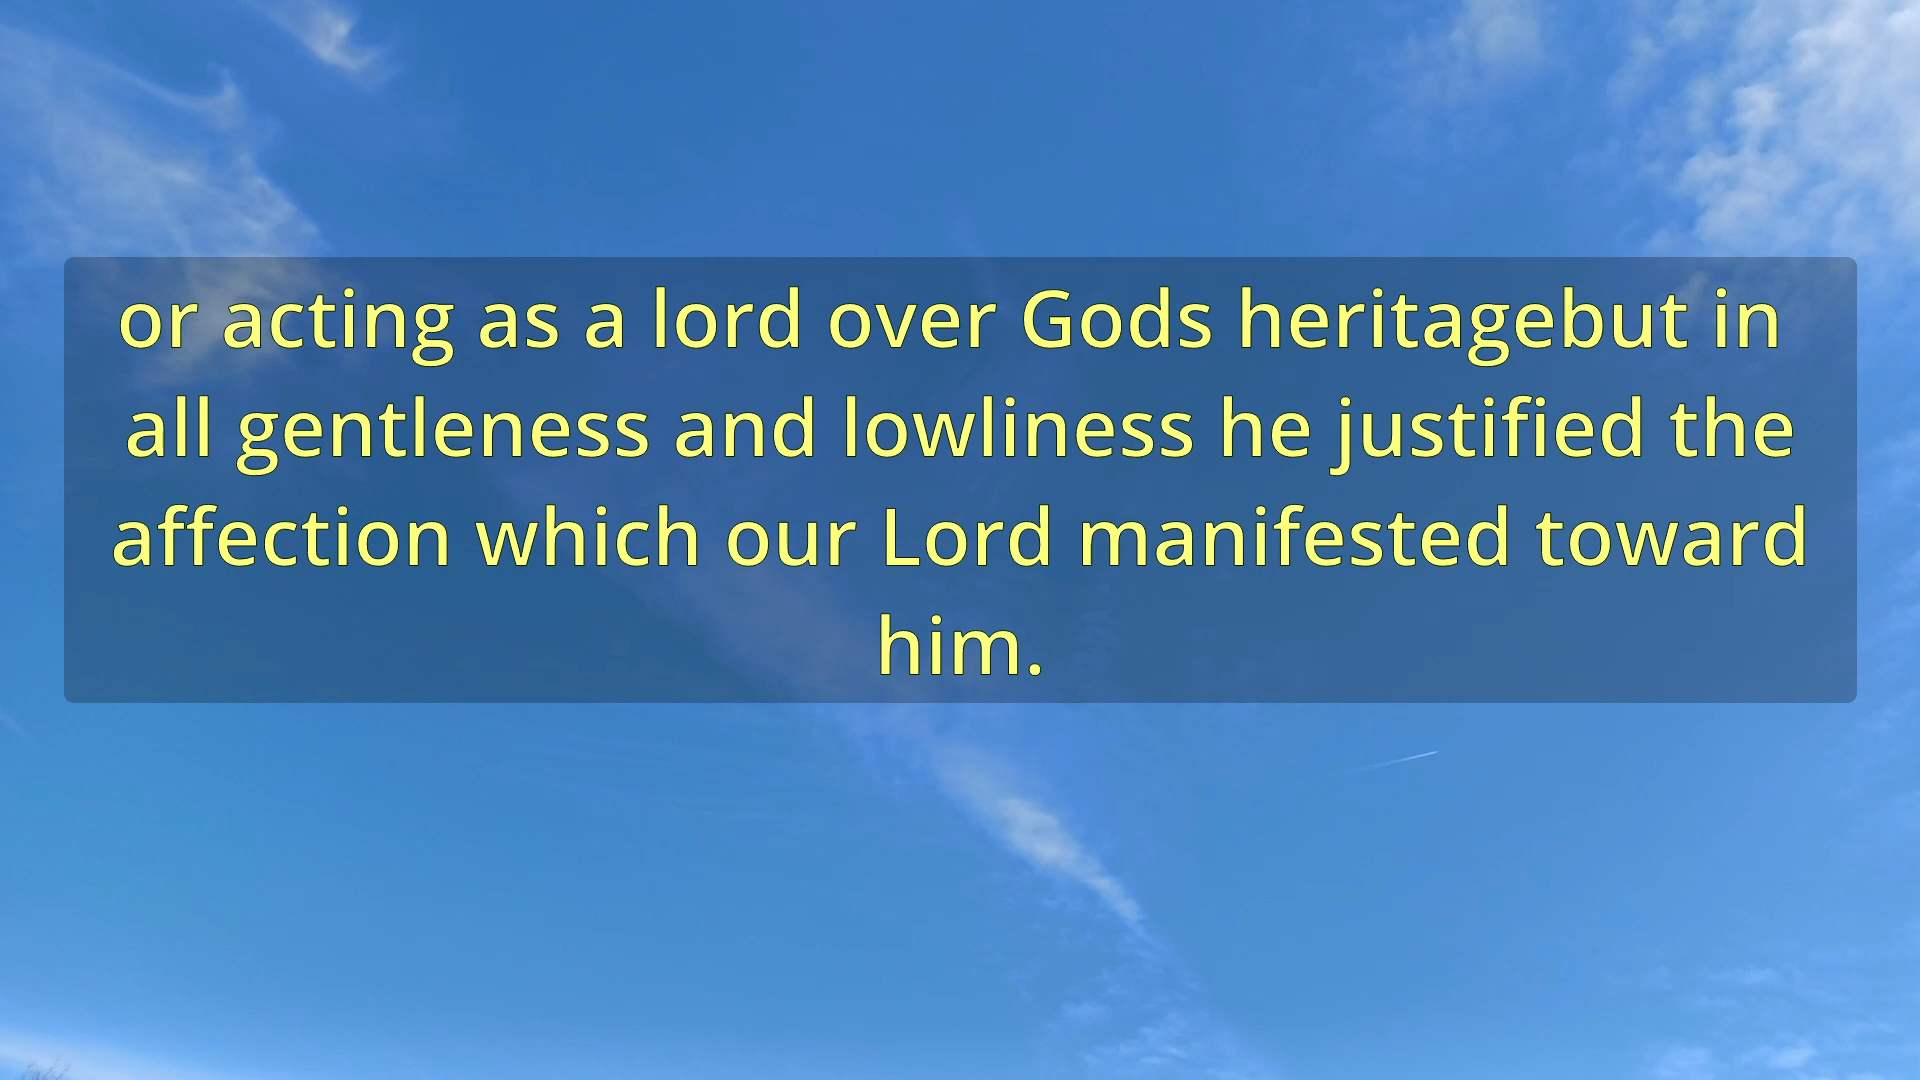 or acting as a lord over Gods heritagebut in
all gentleness and lowliness he justified the
affection which our Lord manifested toward
him.